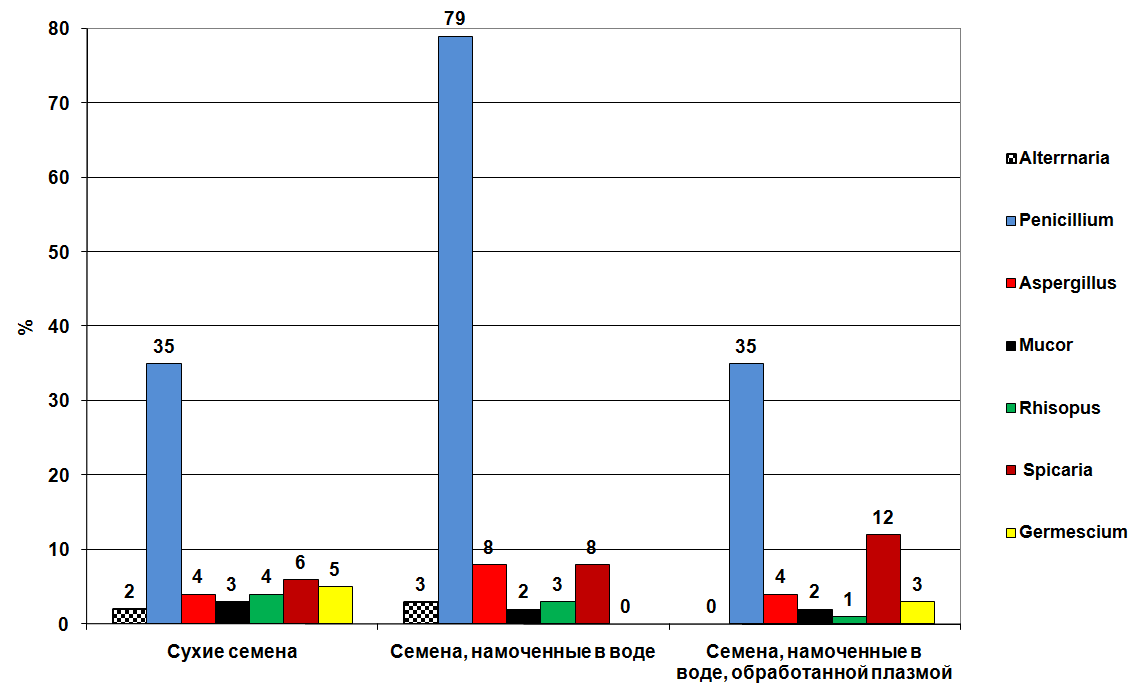 80
70
60
50
40
30
20
10
0
%
2
35
4
3
4
6
5
3
79
8
2
3
8
0
0
35
4
2
1
12
3
Сухие семена
Семена, намоченные в воде
Семена, намоченные в
воде, обработанной плазмой
Alterrnaria
Penicillium
Aspergillus
Mucor
Rhisopus
Spicaria
Germescium